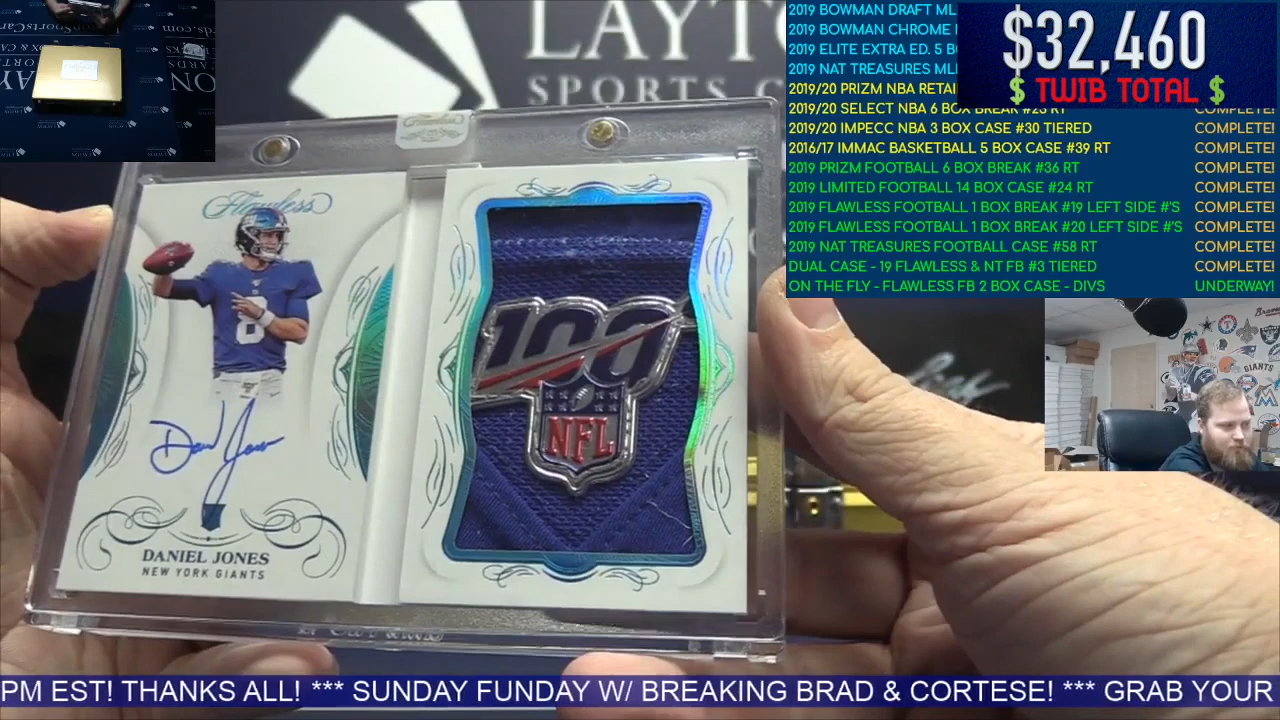 LAYTON
SPORTS C
2019 BOWMAN DRAFT ML
2019 BOWMAN CHROME
2019 ELITE EXTRA ED. 5 B
2019 NAT TREASURES ML
2019/20 PRIZM NBA RETAI
2019/20 SELECT NBA 6 BOX BREAK #23 RT
COMPLETE!
2019/20 IMPECC NBA 3 BOX CASE #30 TIERED
COMPLETE!
2016/17 IMMAC BASKETBALL 5 BOX CASE #39 RT
COMPLETE!
2019 PRIZM FOOTBALL 6 BOX BREAK #36 RT
COMPLETE!
2019 LIMITED FOOTBALL 14 BOX CASE #24 RT
COMPLETE!
2019 FLAWLESS FOOTBALL 1 BOX BREAK #19 LEFT SIDE #'S
COMPLETE!
2019 FLAWLESS FOOTBALL 1 BOX BREAK #20 LEFT SIDE #'S
COMPLETE!
2019 NAT TREASURES FOOTBALL CASE #58 RT
COMPLETE!
DUAL CASE - 19 FLAWLESS & NT FB #3 TIERED
COMPLETE!
ON THE FLY - FLAWLESS FB 2 BOX CASE - DIVS
UNDERWAY!
$32,460
$ TWIB TOTAL $
Flawless
8
DANIEL JONES
NEW YORK GIANTS
100
NFL
GIANTS
PM EST! THANKS ALL! *** SUNDAY FUNDAY W/ BREAKING BRAD & CORTESE! *** GRAB YOUR